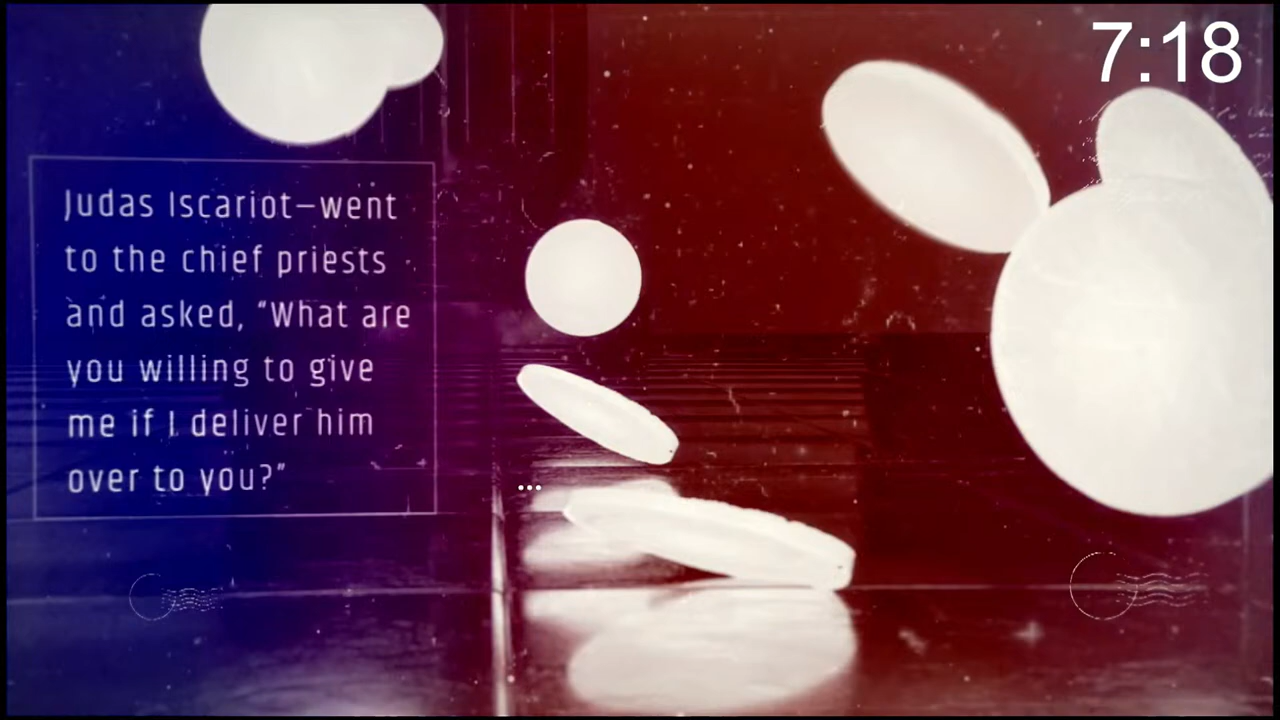 7:18
Judas Iscariot—went
to the chief priests
and asked, “What are
you willing to give
me if I deliver him
over to you?”
...